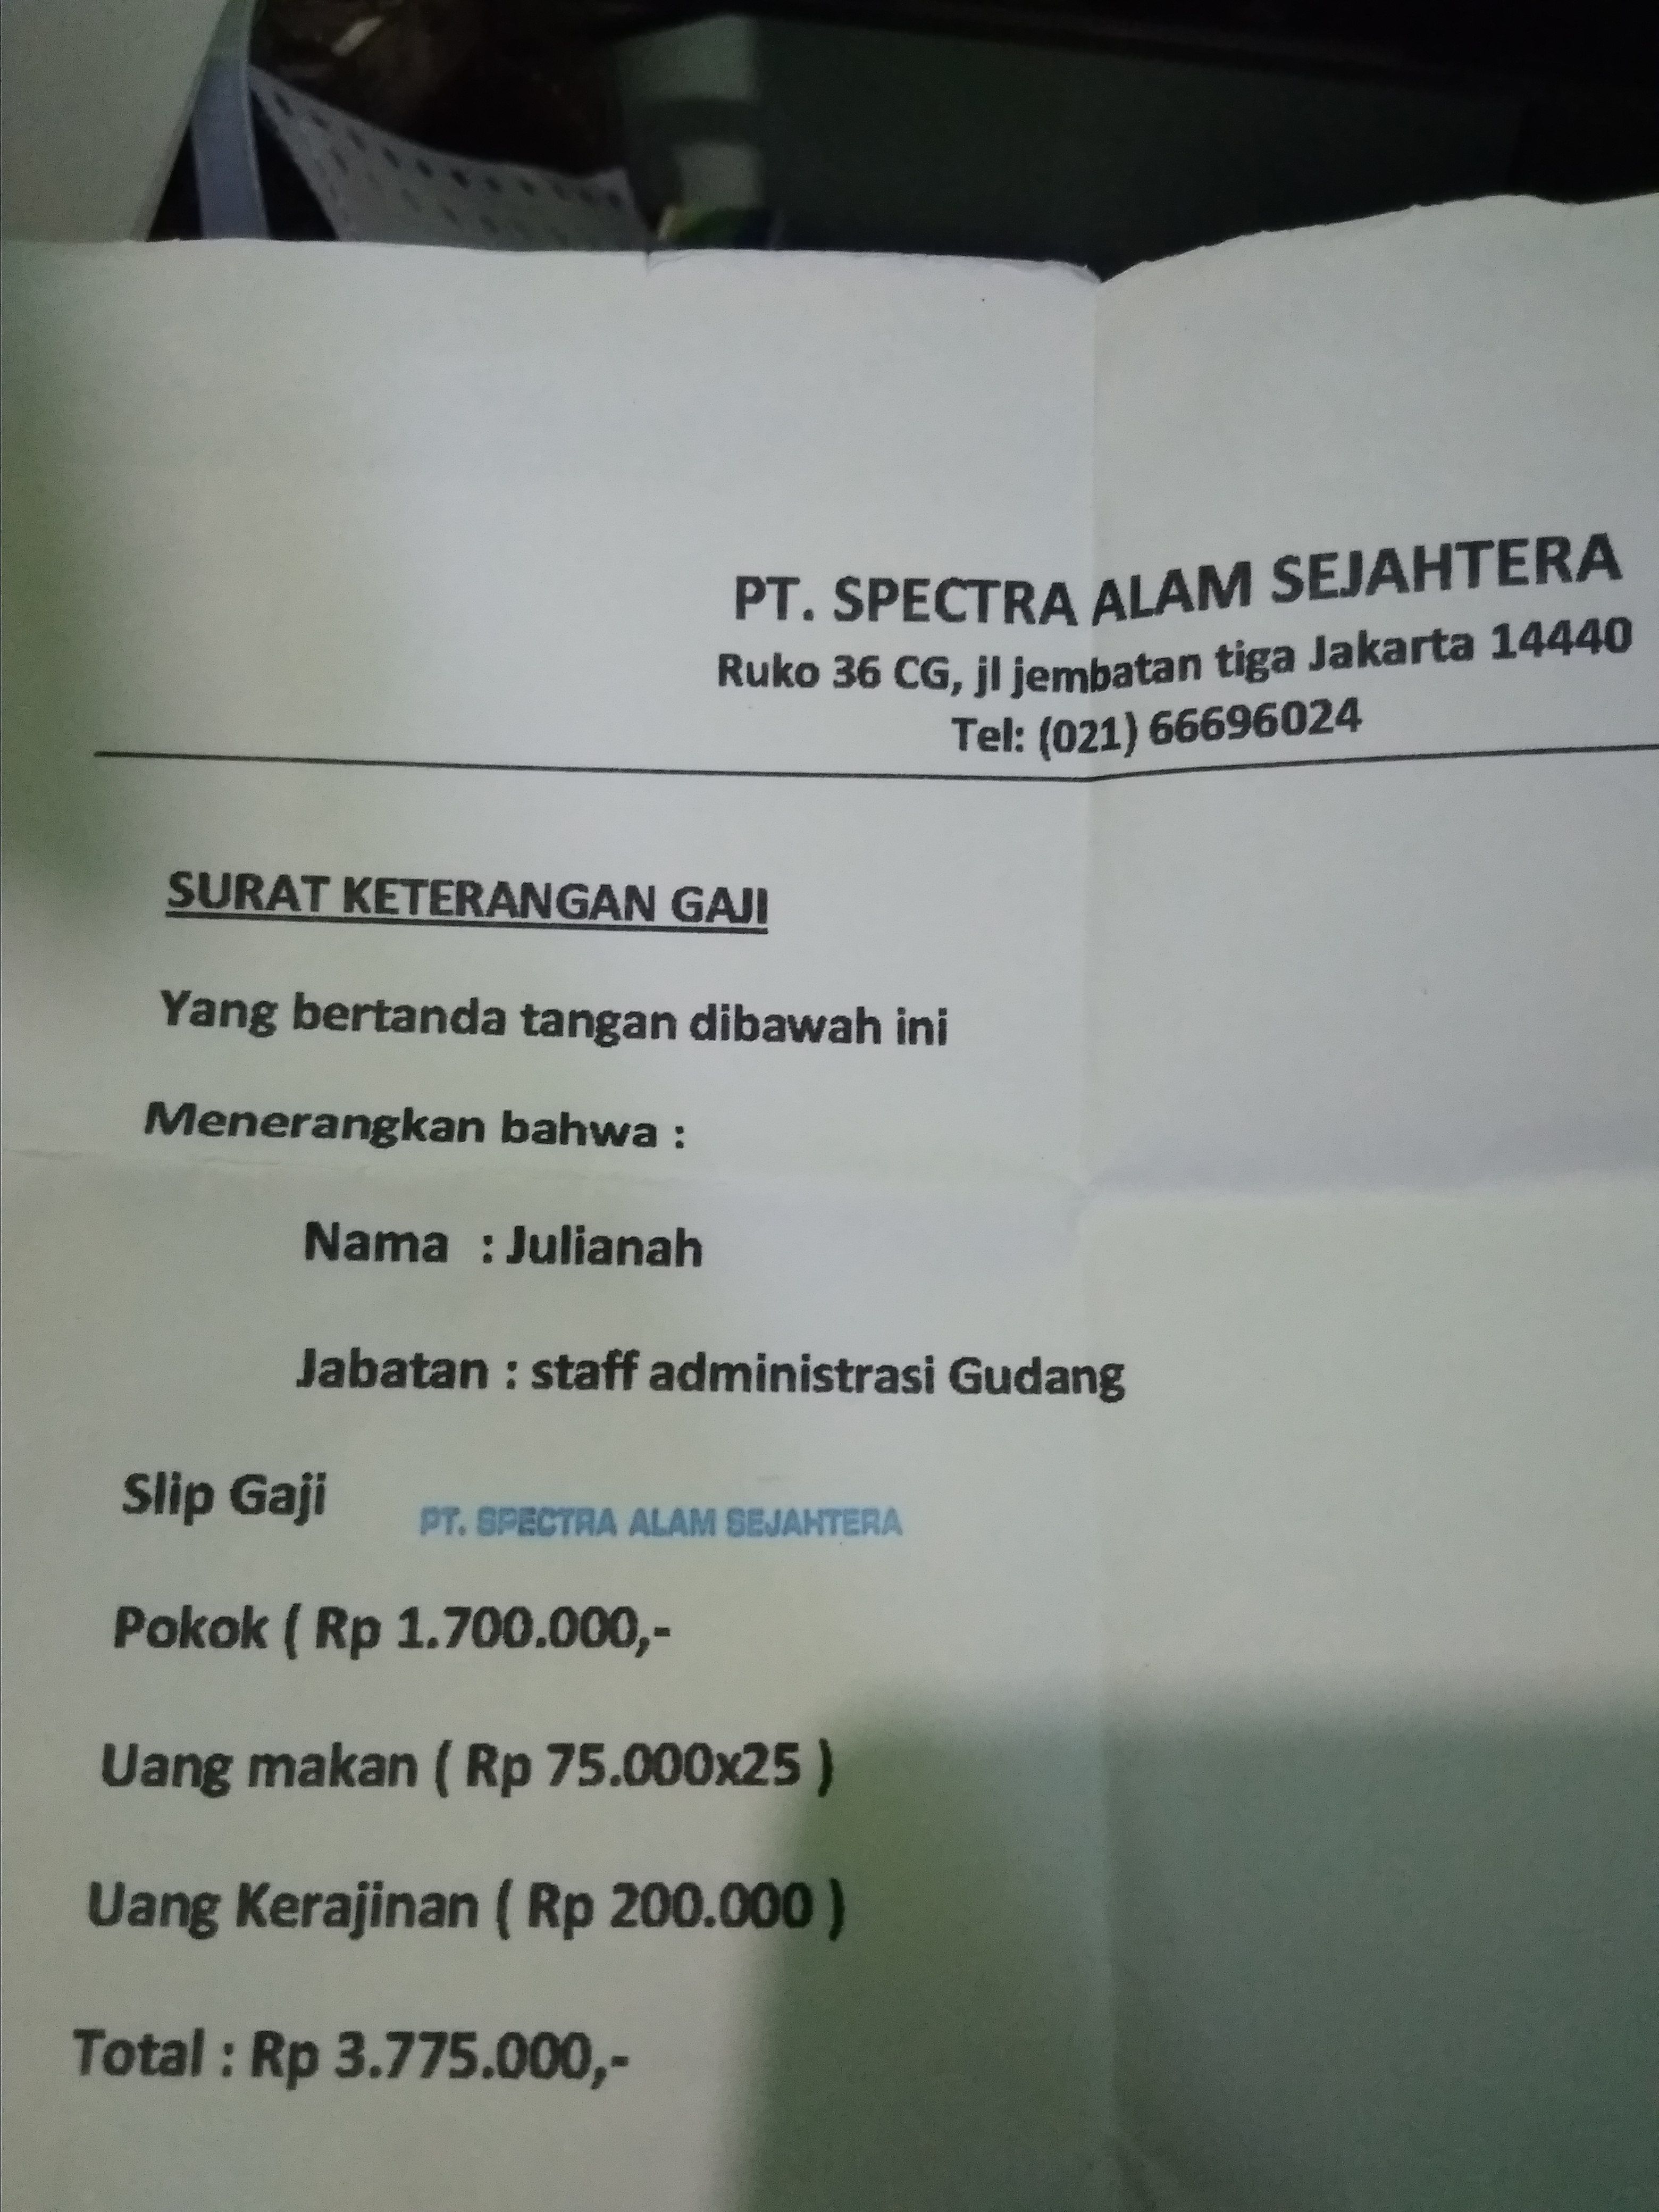 PT. SPECTRA ALAM SEJAHTERA
Ruko 36 CG, jl jembatan tiga Jakarta 14440
Tel: (021) 66696024
SURAT KETERANGAN GAJI
Yang bertanda tangan dibawah ini
Menerangkan bahwa :
Nama : Julianah
Jabatan : staff administrasi Gudang
Slip Gaji
PT. SPECTRA ALAM SEJAHTERA
Pokok ( Rp 1.700.000,-
Uang makan ( Rp 75.000x25 )
Uang Kerajinan ( Rp 200.000 )
Total : Rp 3.775.000,-